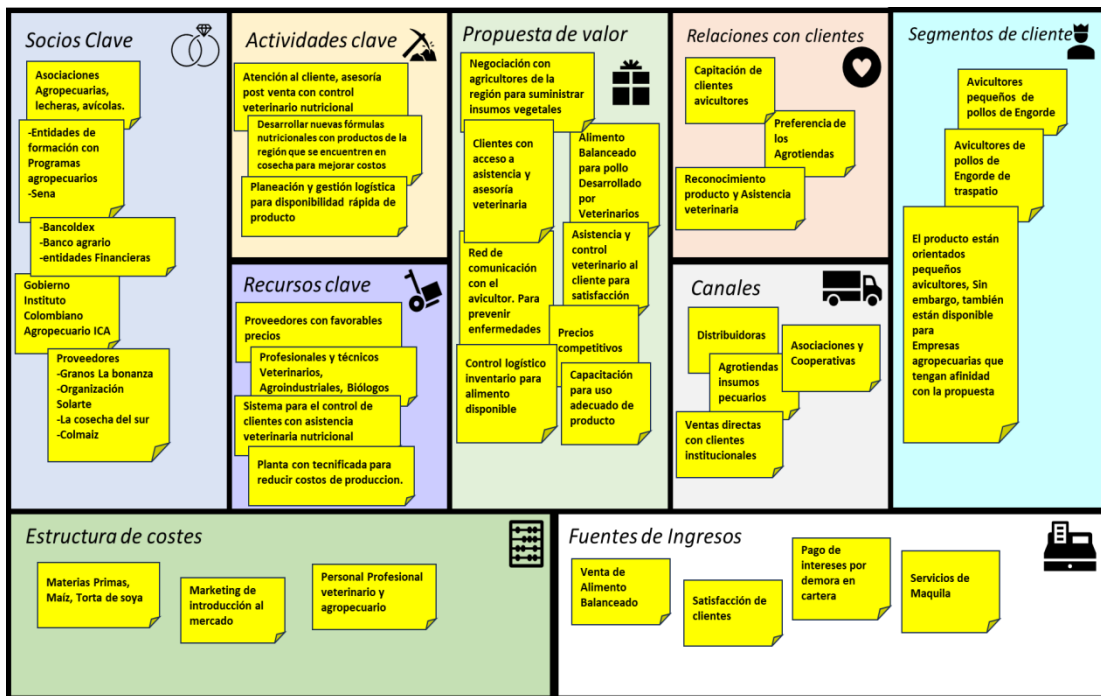 Socios Clave
Asociaciones
Agropecuarias,
lecheras, avícolas.
-Entidades de
formación con
Programas
agropecuarios
-Sena
-Bancoldex
-Banco agrario
-entidades Financieras
Gobierno
Instituto
Colombiano
Agropecuario ICA
Proveedores
-Granos La bonanza
-Organización
Solarte
-La cosecha del sur
-Colmaiz
Actividades clave
Atención al cliente, asesoría
post venta con control
veterinario nutricional
Desarrollar nuevas fórmulas
nutricionales con productos de la
región que se encuentren en
cosecha para mejorar costos
Planeación y gestión logística
para disponibilidad rápida de
producto
Recursos clave
Proveedores con favorables
precios
Profesionales y técnicos
Veterinarios,
Agroindustriales, Biólogos
Sistema para el control de
clientes con asistencia
veterinaria nutricional
Planta con tecnificada para
reducir costos de produccion.
Propuesta de valor
Negociación con
agricultores de la
región para suministrar
insumos vegetales
Clientes con
acceso a
asistencia y
asesoría
veterinaria
Alimento
Balanceado
para pollo
Desarrollado
por
Veterinarios
Red de
comunicación
con el
avicultor. Para
prevenir
enfermedades
Asistencia y
control
veterinario al
cliente para
satisfacción
Precios
competitivos
Control logístico
inventario para
alimento
disponible
Capacitación
para uso
adecuado de
producto
Relaciones con clientes
Capitación de
clientes
avicultores
Preferencia de
los
Agrotiendas
Reconocimiento
producto y Asistencia
veterinaria
Canales
Distribuidoras
Asociaciones y
Cooperativas
Agrotiendas
insumos
pecuarios
Ventas directas
con clientes
institucionales
Segmentos de cliente
Avicultores
pequeños de
pollos de Engorde
Avicultores de
pollos de
Engorde de
traspatio
El producto están
orientados
pequeños
avicultores, Sin
embargo, también
están disponible
para
Empresas
agropecuarias que
tengan afinidad
con la propuesta
Estructura de costes
Materias Primas,
Maíz, Torta de soya
Marketing de
introducción al
mercado
Personal Profesional
veterinario y
agropecuario
Fuentes de Ingresos
Venta de
Alimento
Balanceado
Satisfacción de
clientes
Pago de
intereses por
demora en
cartera
Servicios de
Maquila